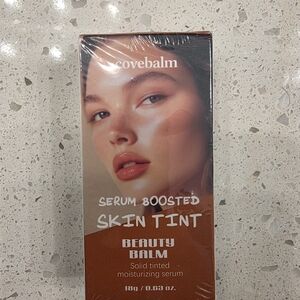 covebalm
SERUM BOOSTED
SKIN TINT
BEAUTY
BALM
Solid tinted
moisturizing serum
18g / 0.63 oz.